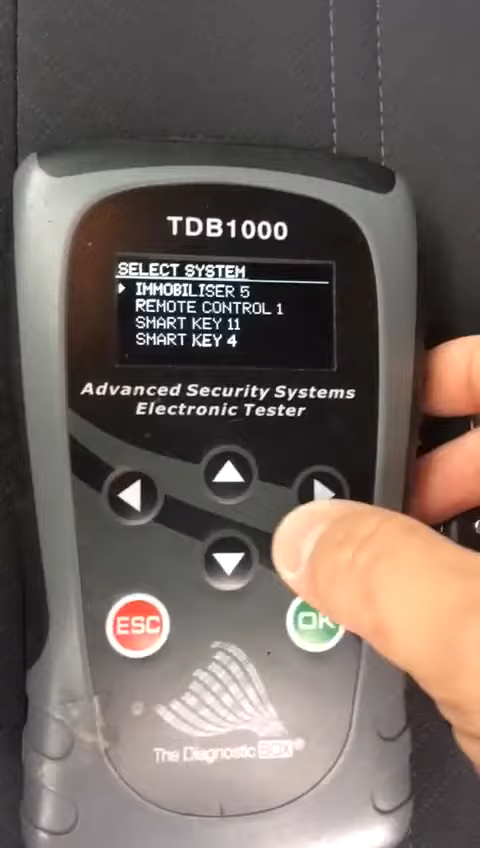 TDB1000
SELECT SYSTEM
IMMOBILISER 5
REMOTE CONTROL 1
SMART KEY 11
SMART KEY 4
Advanced Security Systems
Electronic Tester
ESC
OK
The Diagnostic BOX®